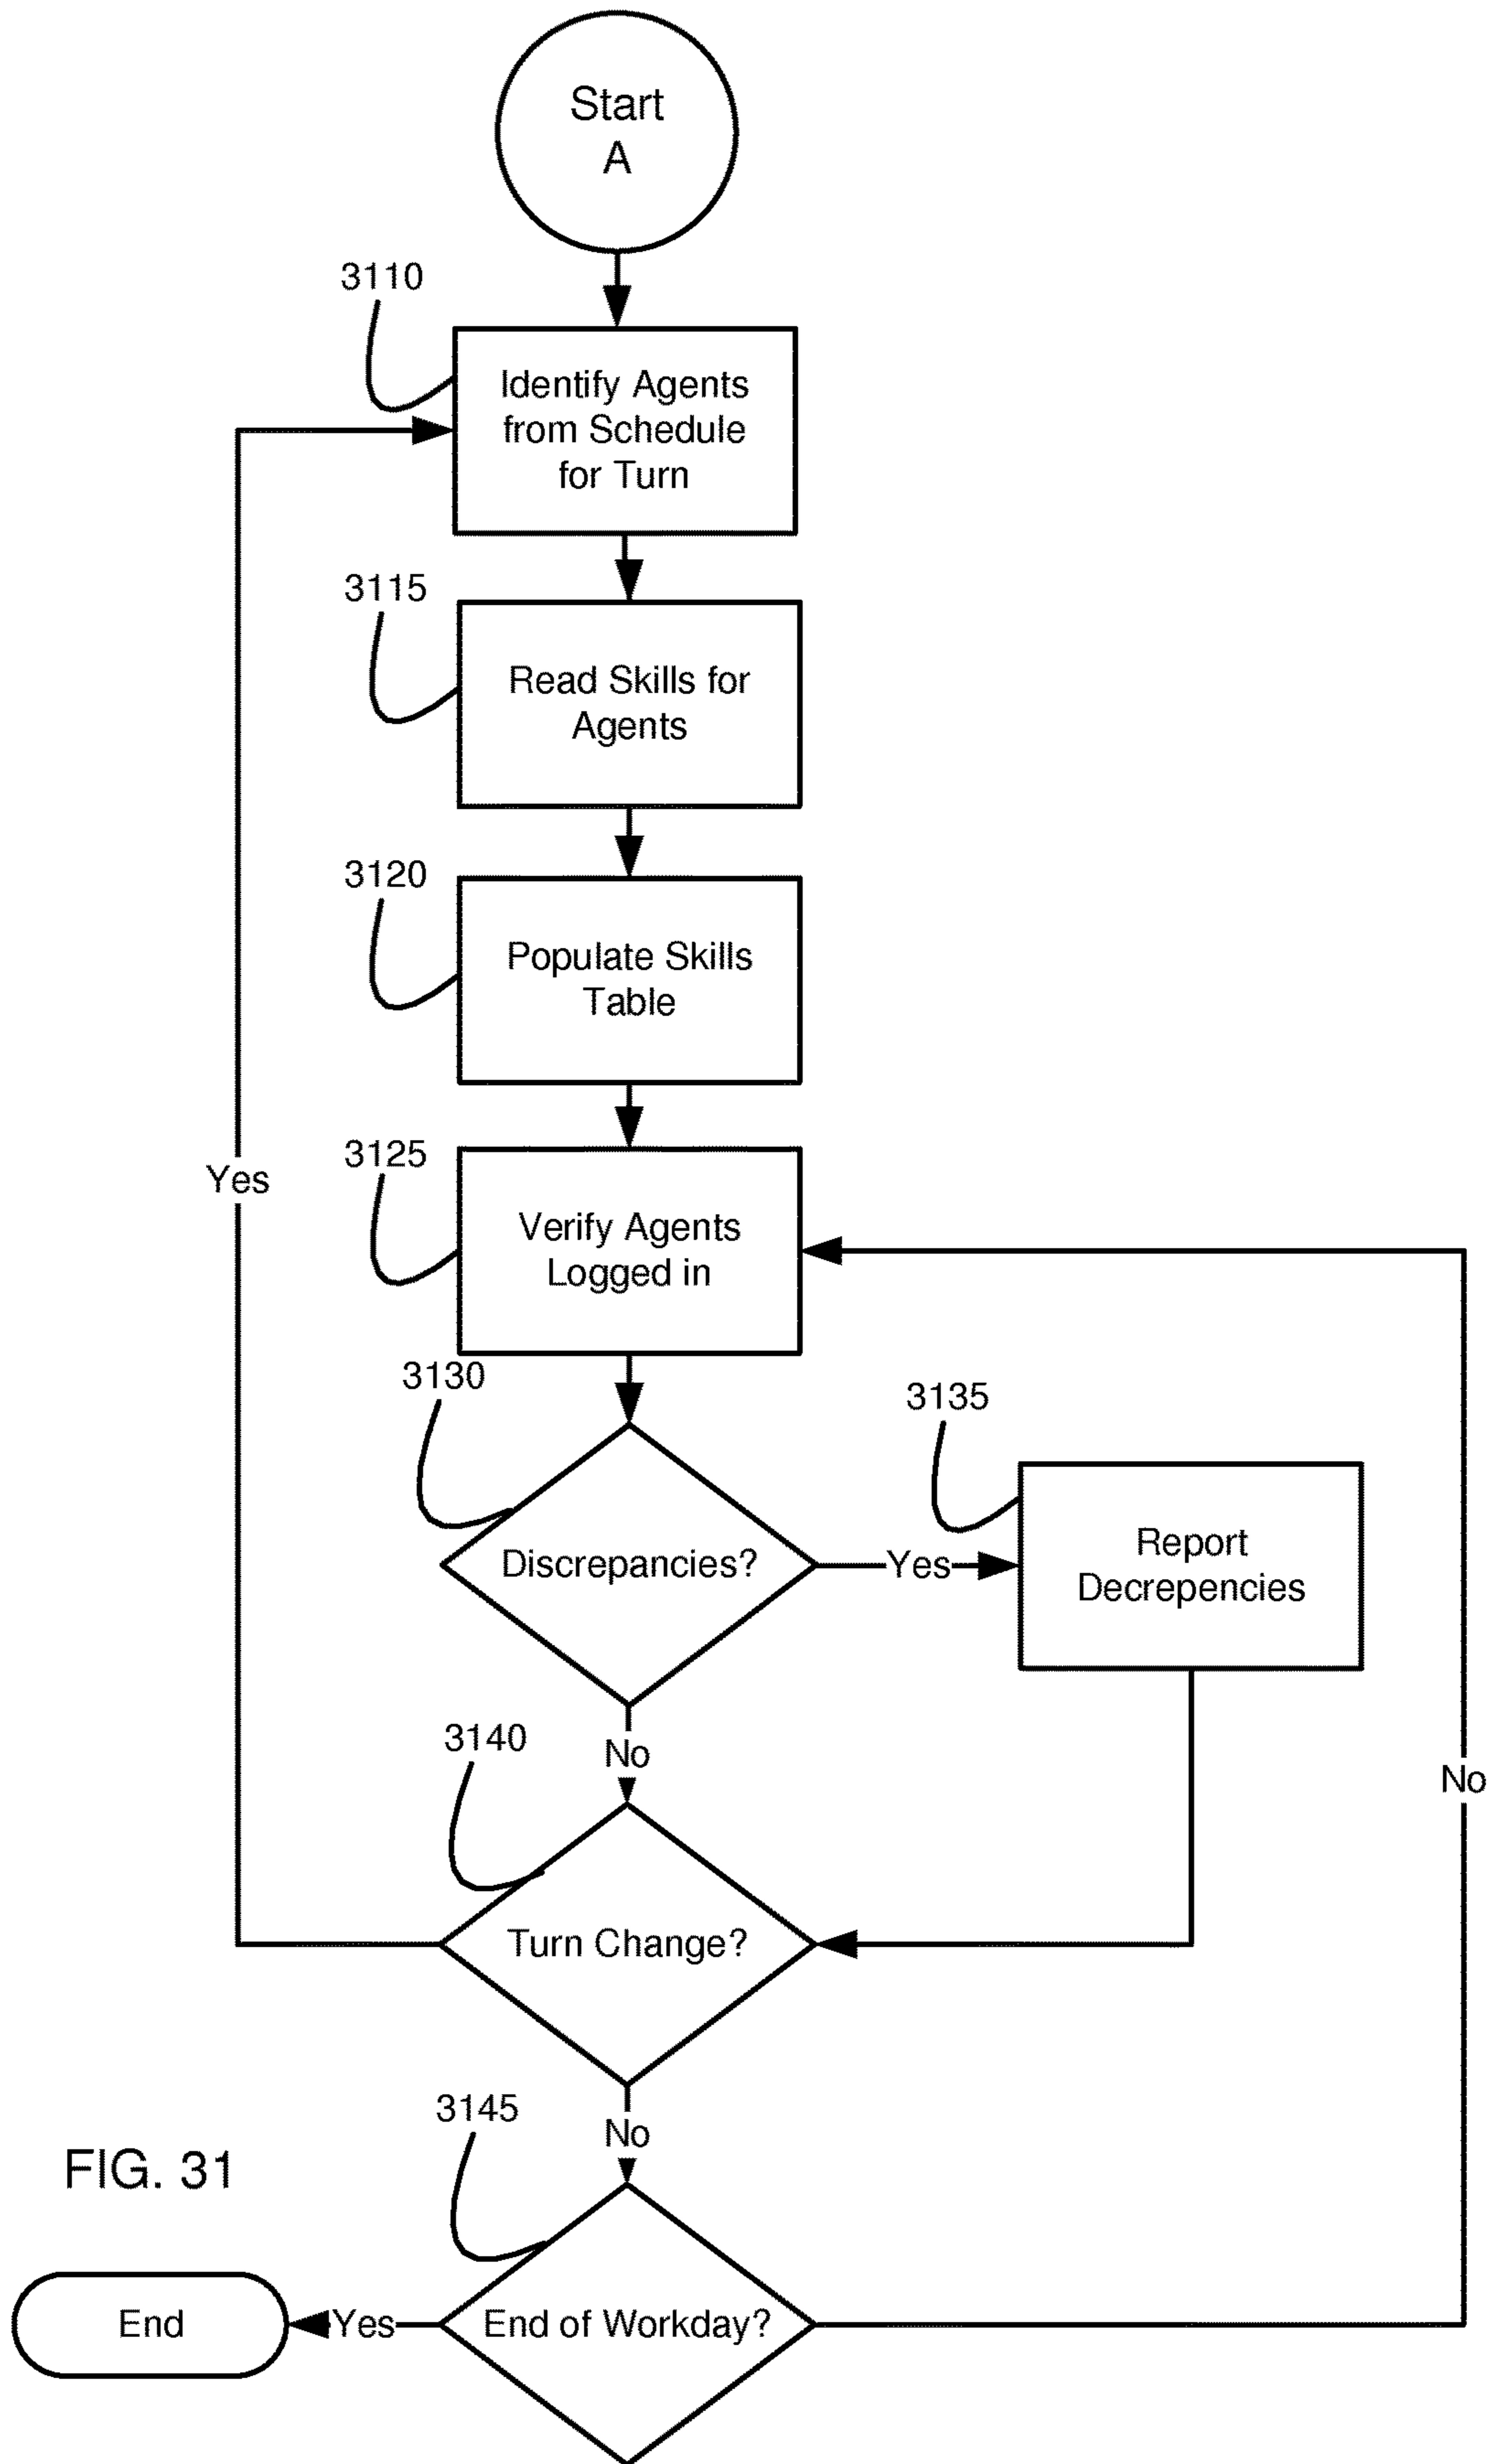 Start
A
3110
Identify Agents
from Schedule
for Turn
3115
Read Skills for
Agents
3120
Populate Skills
Table
Yes
3125
Verify Agents
Logged in
3130
3135
Discrepancies?
Yes
Report
Decrepencies
3140
No
No
Turn Change?
3145
No
FIG. 31
End
Yes
End of Workday?